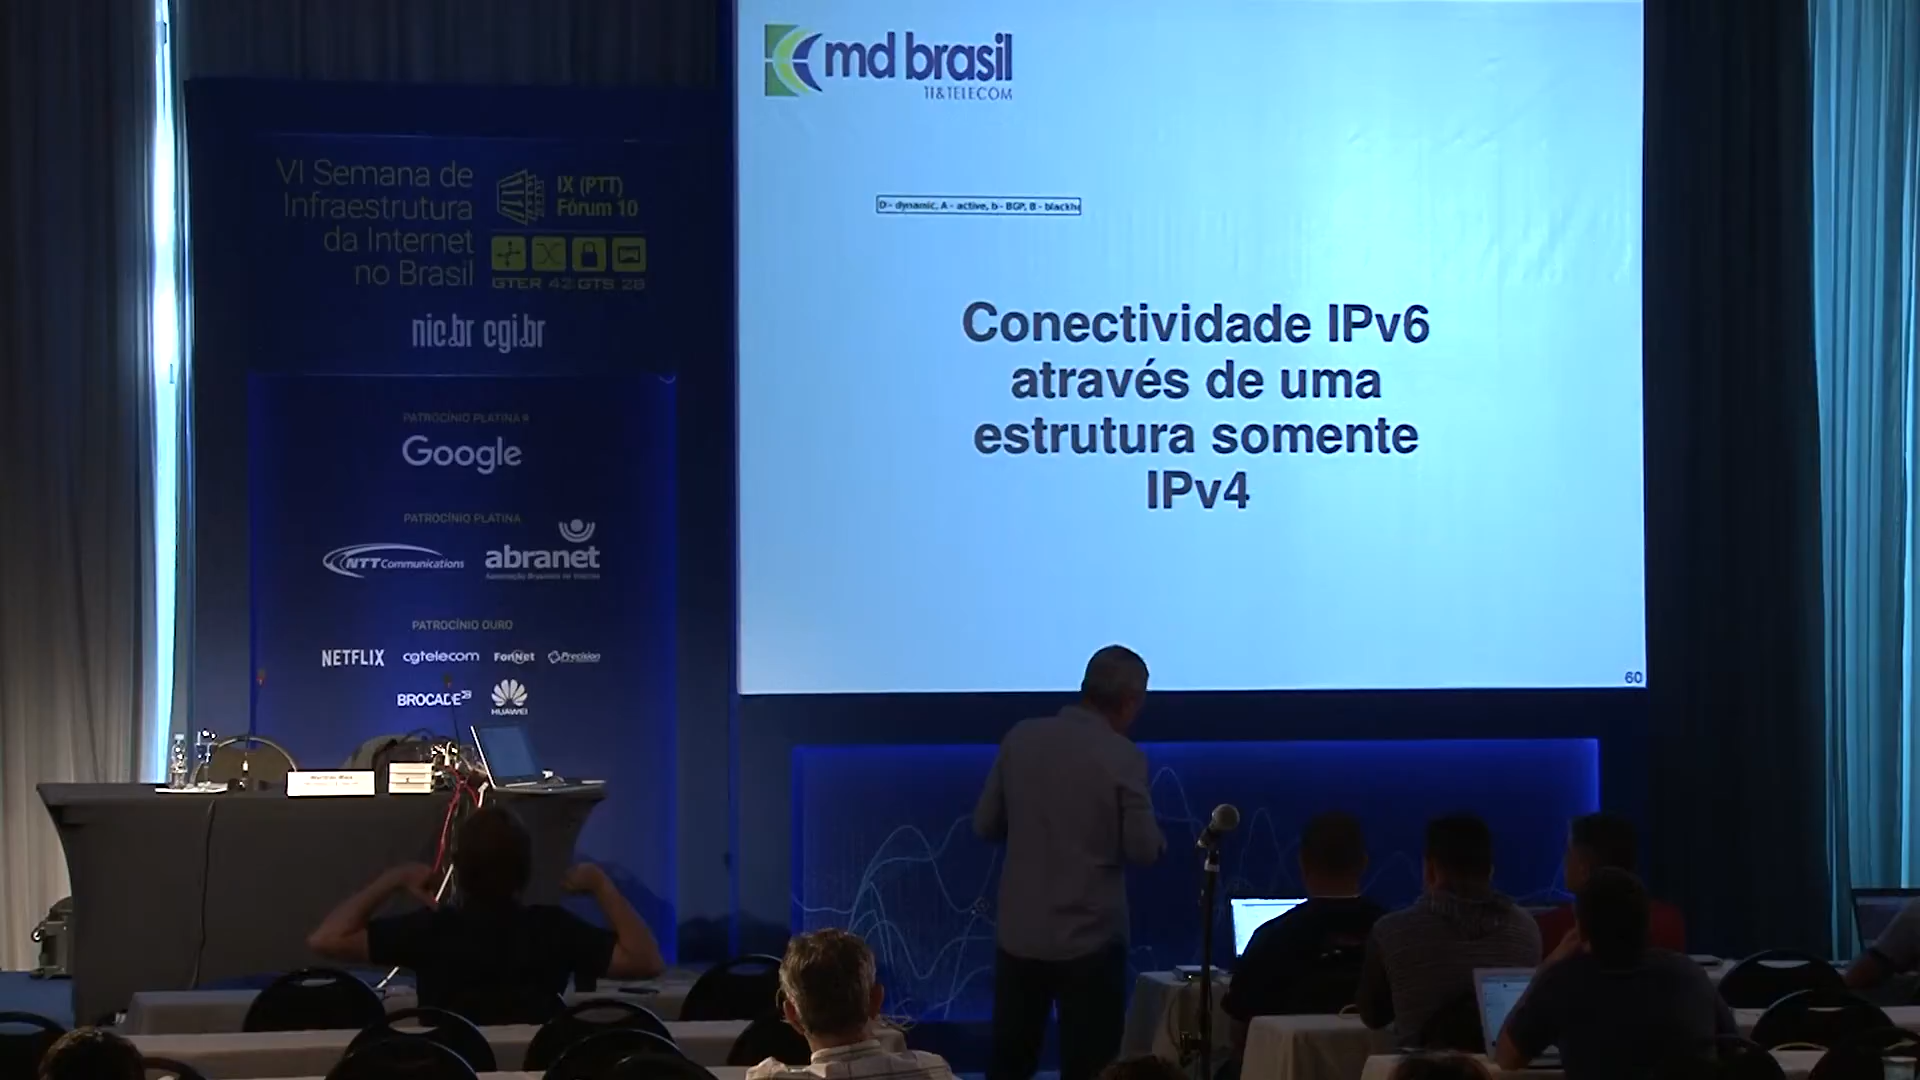 md brasil
TI&TELECOM
D - dynamic, A - active, b - BGP, B - blackh
Conectividade IPv6
através de uma
estrutura somente
IPv4
60
VI Semana de
Infraestrutura
da Internet
no Brasil
IX (PTT)
Fórum 10
GTER 42 GTS 28
nic.br cgi.br
PATROCÍNIO PLATINA
Google
PATROCÍNIO PLATINA
NTT Communications
abranet
PATROCÍNIO OURO
NETFLIX cgtelecom FonNet Precision
BROCADE
HUAWEI